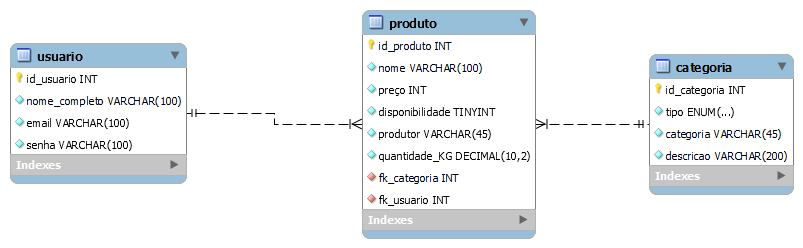 usuario
id_usuario INT
nome_completo VARCHAR(100)
email VARCHAR(100)
senha VARCHAR(100)
Indexes
produto
id_produto INT
nome VARCHAR(100)
preço INT
disponibilidade TINYINT
produtor VARCHAR(45)
quantidade_KG DECIMAL(10,2)
fk_categoria INT
fk_usuario INT
Indexes
categoria
id_categoria INT
tipo ENUM(...)
categoria VARCHAR(45)
descricao VARCHAR(200)
Indexes